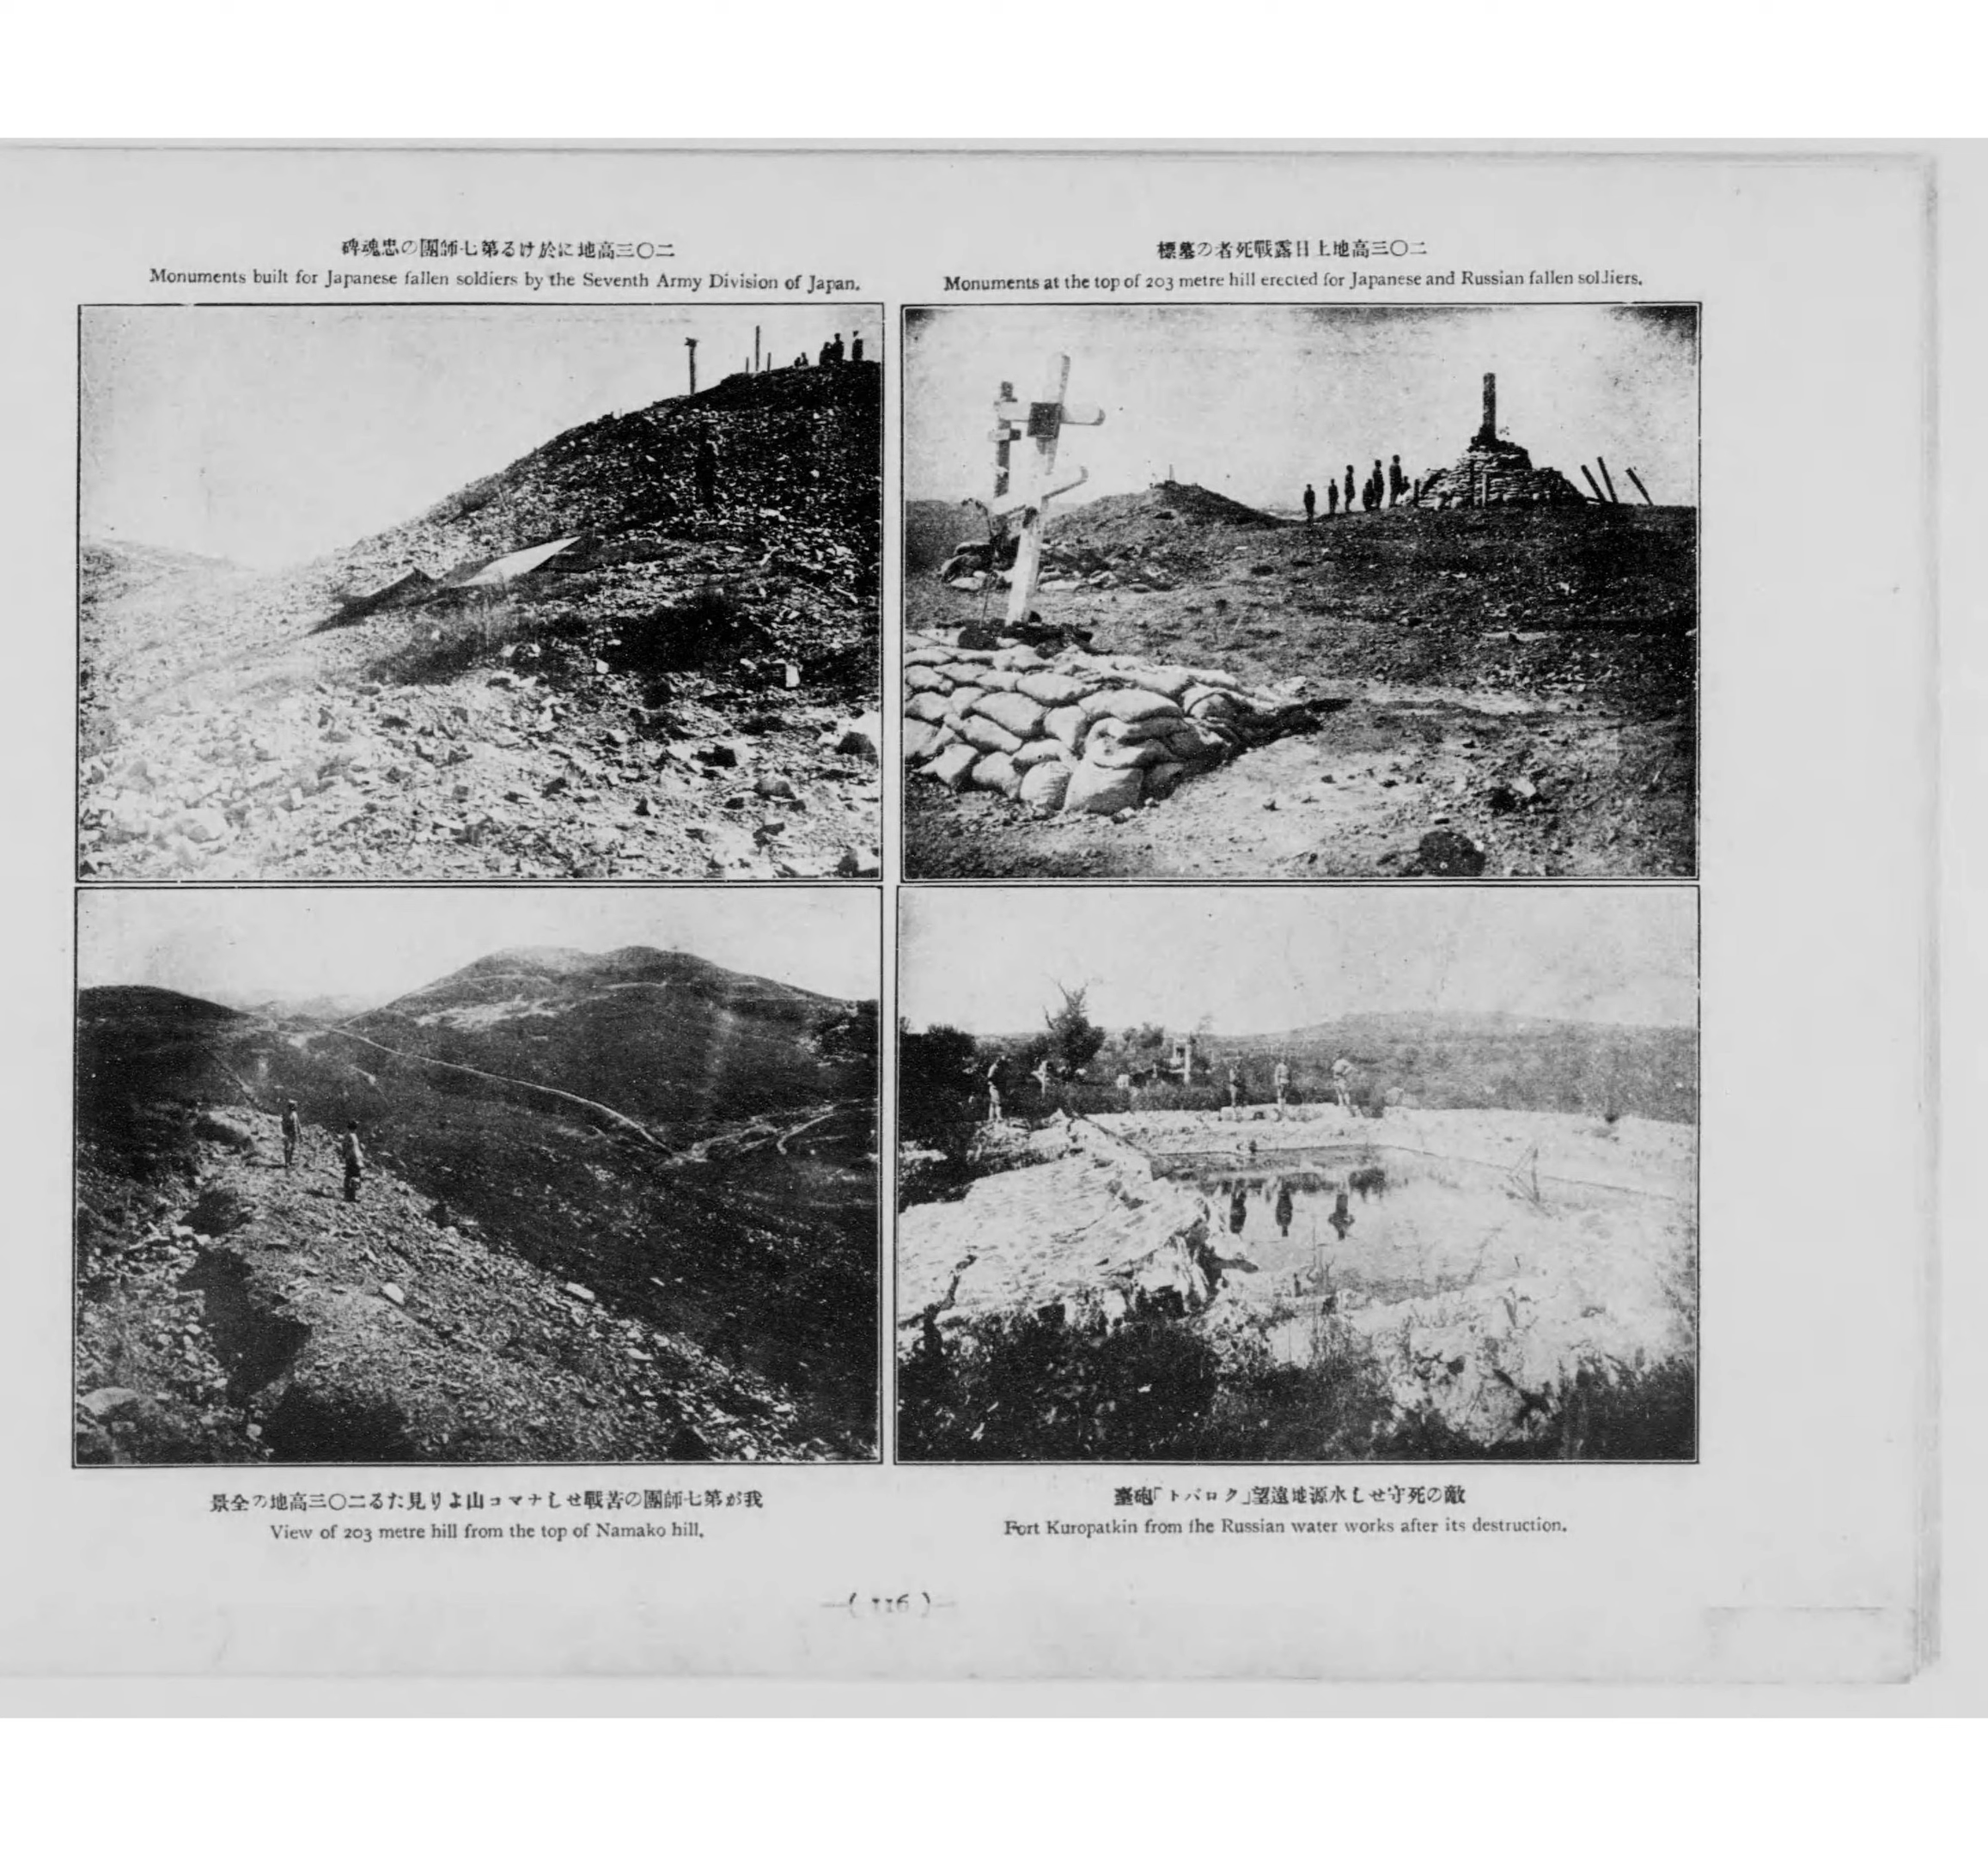 二〇三高地に於ける第七師團の忠魂碑
Monuments built for Japanese fallen soldiers by the Seventh Army Division of Japan.
二〇三高地上日露戰死者の墓標
Monuments at the top of 203 metre hill erected for Japanese and Russian fallen soldiers.
我が第七師團の苦戰せしナマコ山より見たる二〇三高地の全景
View of 203 metre hill from the top of Namako hill.
敵の死守せし水源地遠望「クロバト」砲臺
Fort Kuropatkin from the Russian water works after its destruction.
—( 116 )—